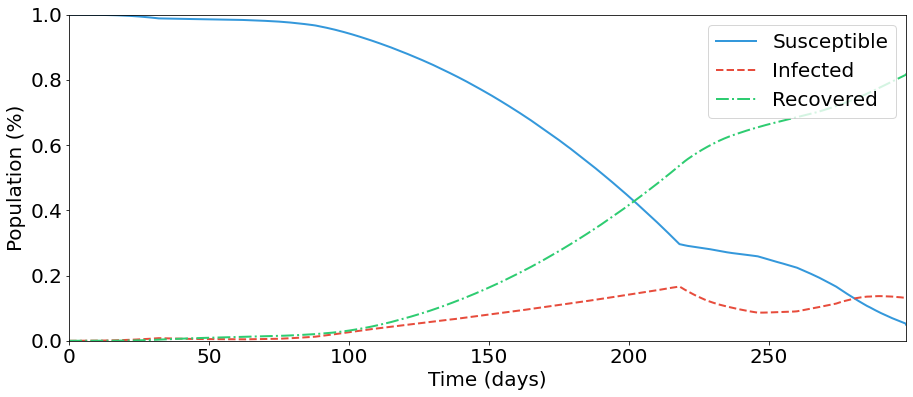 1.0
0.8
0.6
0.4
0.2
0.0
Population (%)
0 50 100 150 200 250
Time (days)
Susceptible
Infected
Recovered